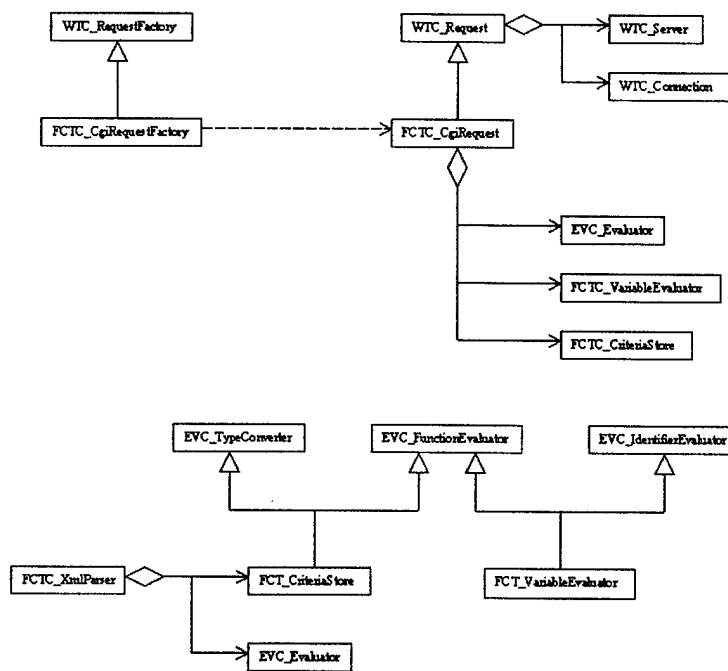 WTC_RequestFactory
WTC_Request
WTC_Server
WTC_Connection
FCTC_CgiRequestFactory
FCTC_CgiRequest
EVC_Evaluator
FCTC_VariableEvaluator
FCTC_CriteriaStore
EVC_TypeConverter
EVC_FunctionEvaluator
EVC_IdentifierEvaluator
FCTC_XmlParser
FCT_CriteriaStore
FCT_VariableEvaluator
EVC_Evaluator